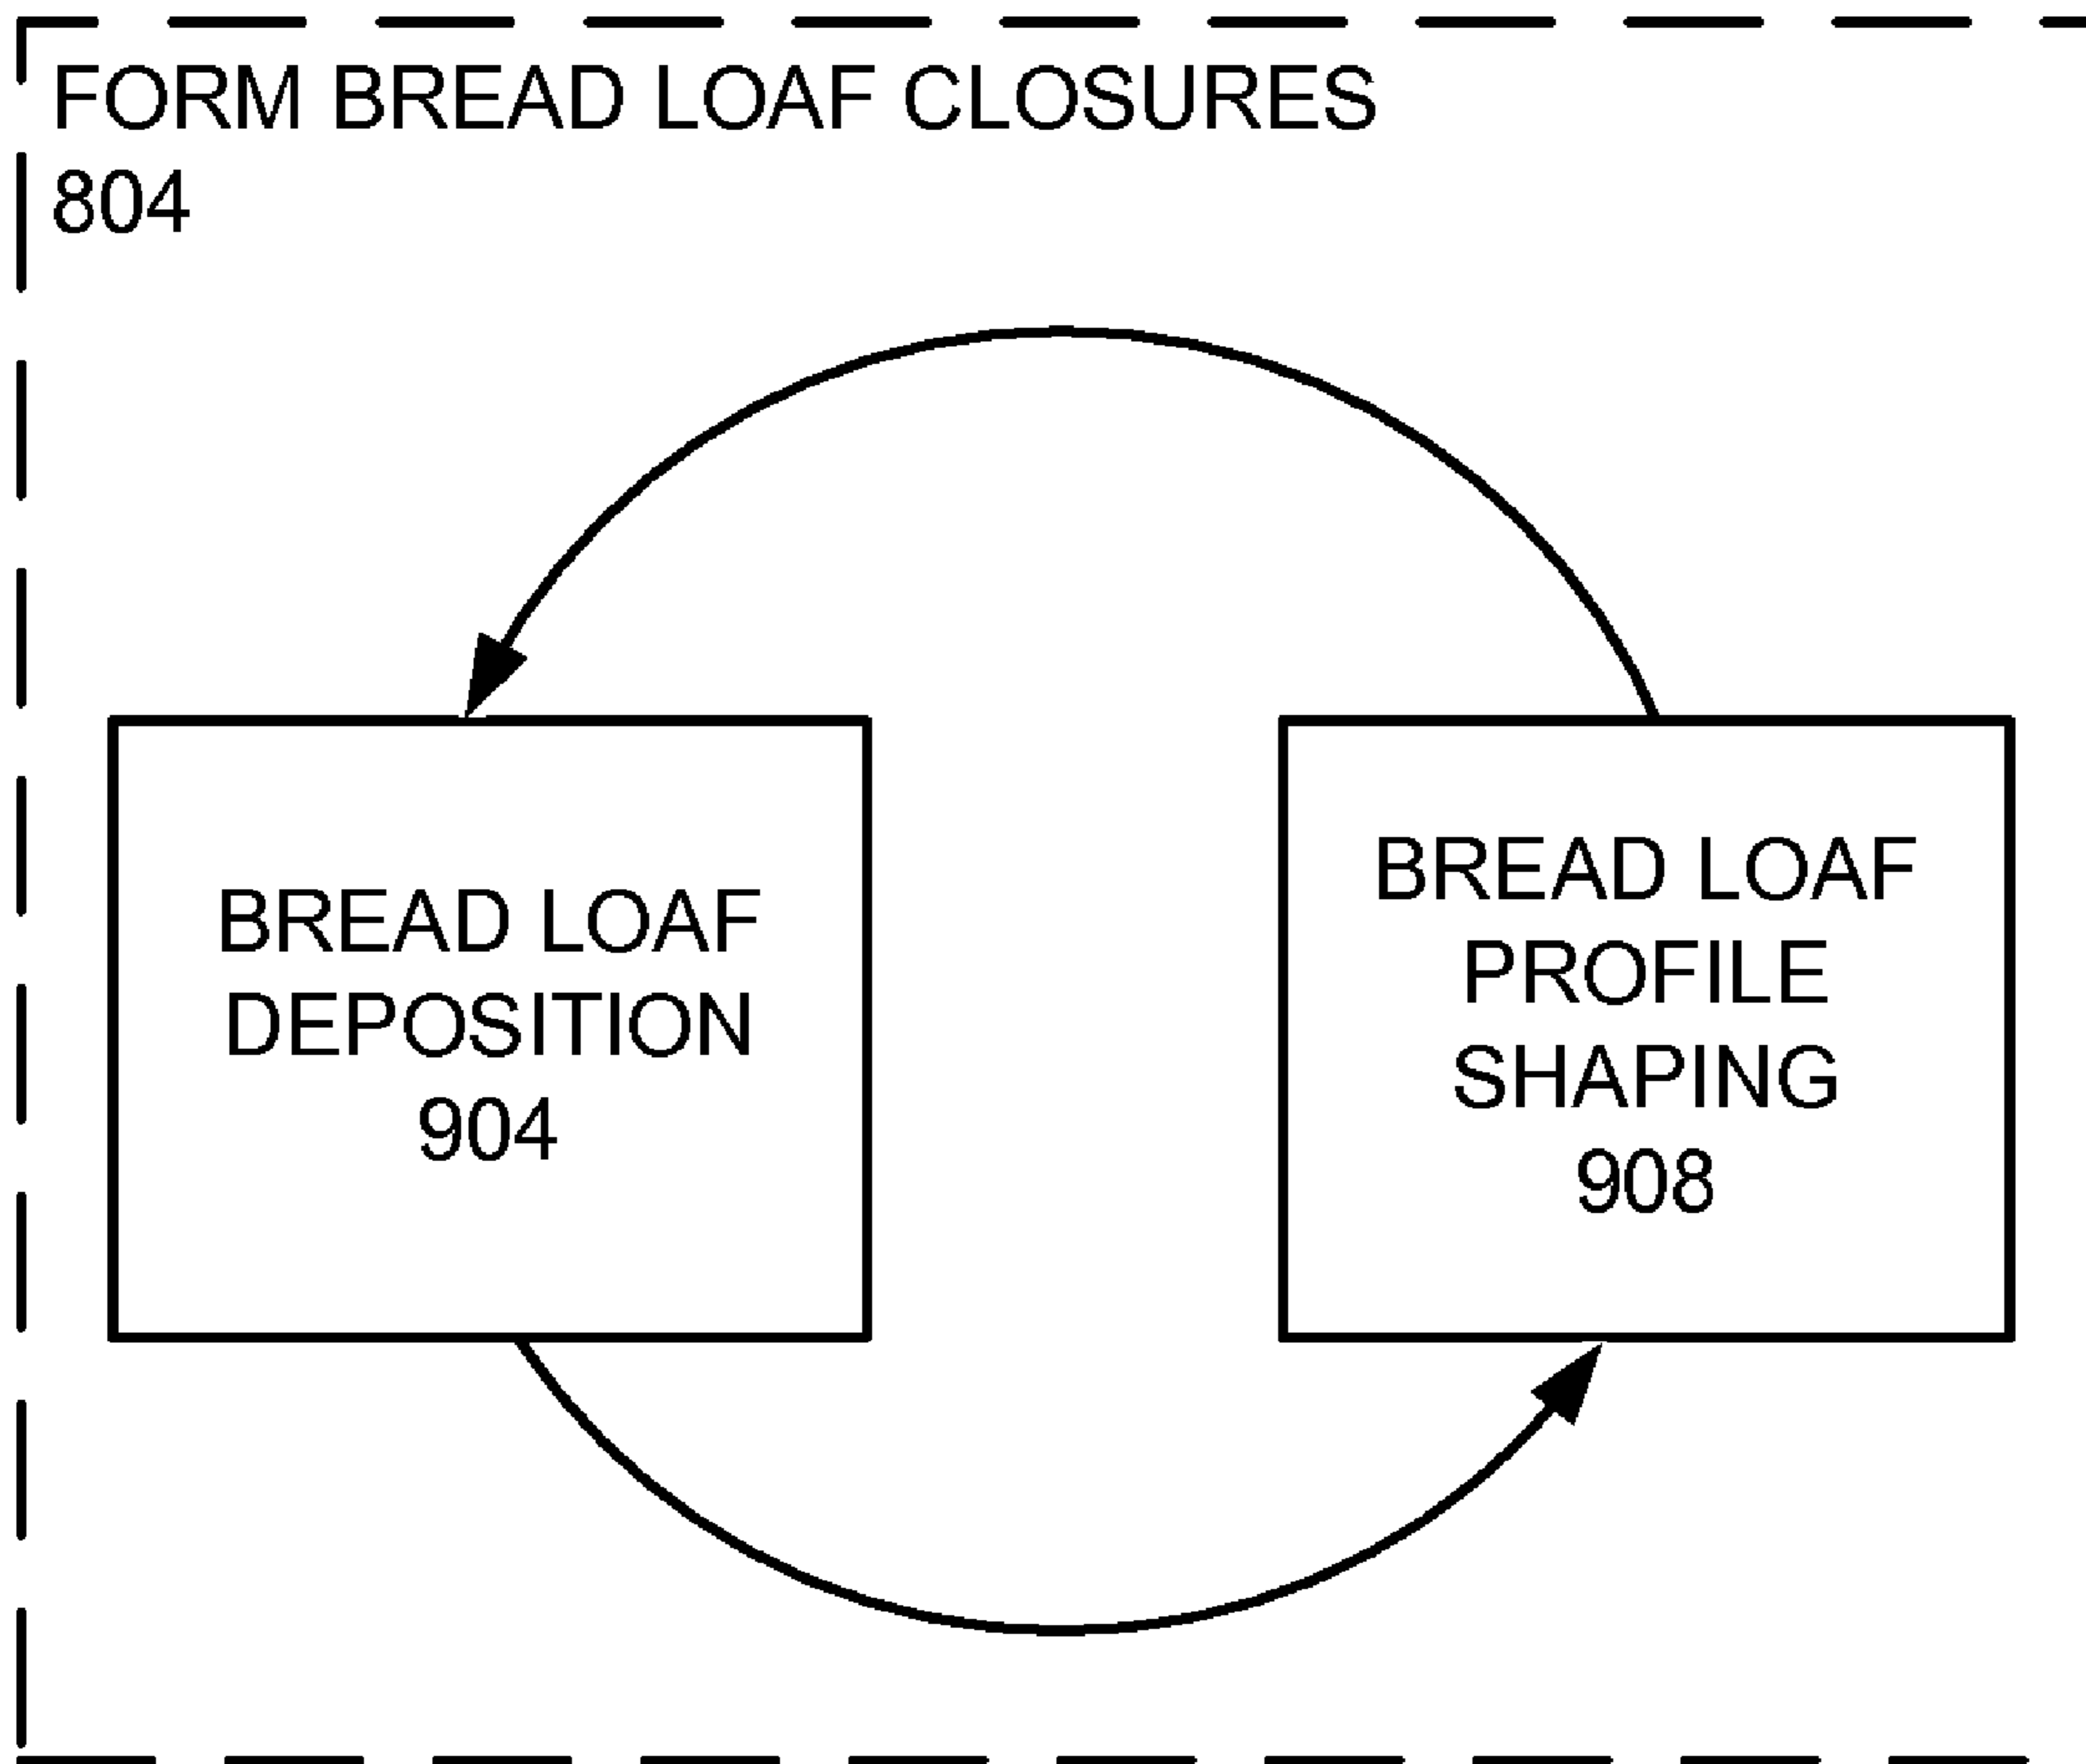 FORM BREAD LOAF CLOSURES
804
BREAD LOAF
DEPOSITION
904
BREAD LOAF
PROFILE
SHAPING
908